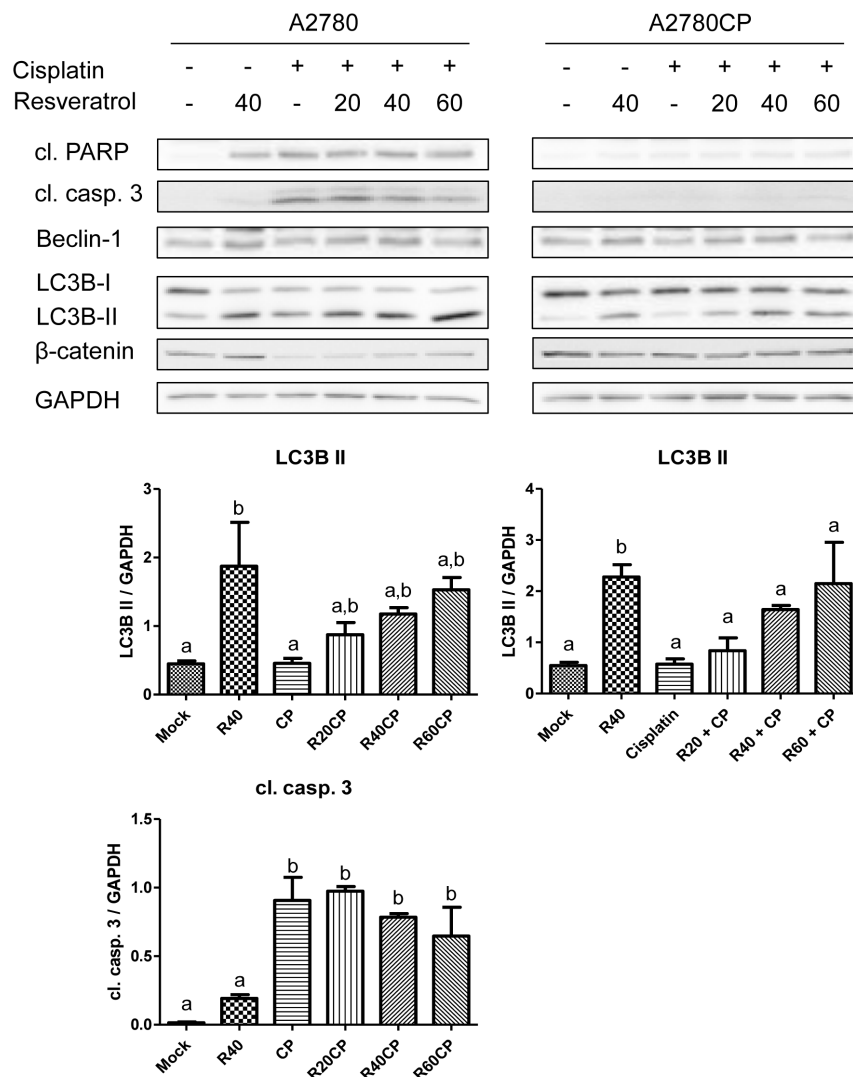 A2780 A2780CP
Cisplatin - - + + + + - - + + + +
Resveratrol - 40 - 20 40 60 - 40 - 20 40 60
cl. PARP
cl. casp. 3
Beclin-1
LC3B-I
LC3B-II
β-catenin
GAPDH
LC3B II
LC3B II / GAPDH
3
2
1
0
a b a a,b a,b a,b
Mock R40 CP R20CP R40CP R60CP
LC3B II
LC3B II / GAPDH
4
3
2
1
0
a b a a a a
Mock R40 Cisplatin R20 + CP R40 + CP R60 + CP
cl. casp. 3
cl. casp. 3 / GAPDH
1.5
1.0
0.5
0.0
a a b b b b
Mock R40 CP R20CP R40CP R60CP